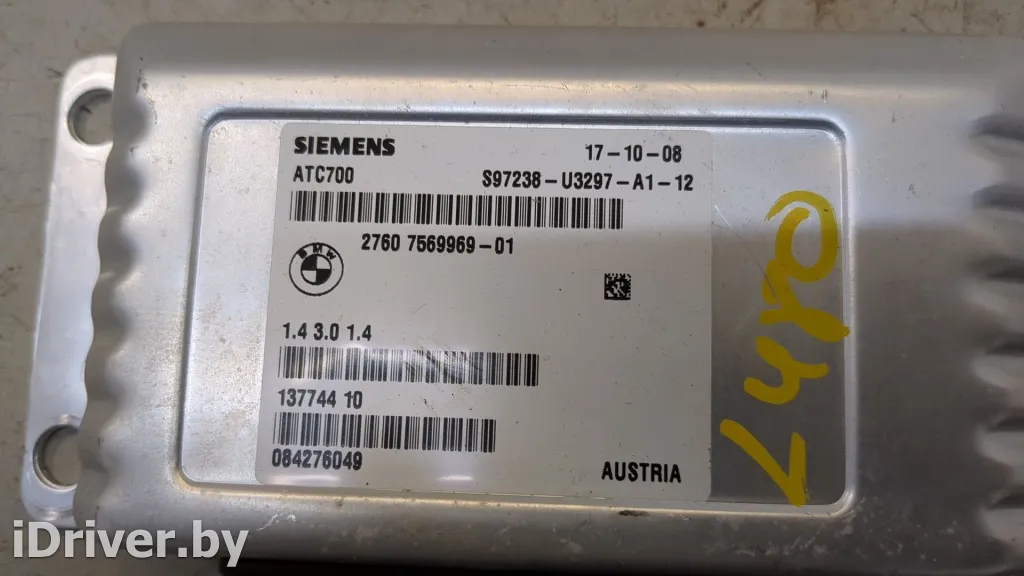 SIEMENS
17-10-08
ATC700
S97238-U3297-A1-12
2760 7569969-01
BMW
1.4 3.0 1.4
137744 10
084276049
AUSTRIA
iDriver.by